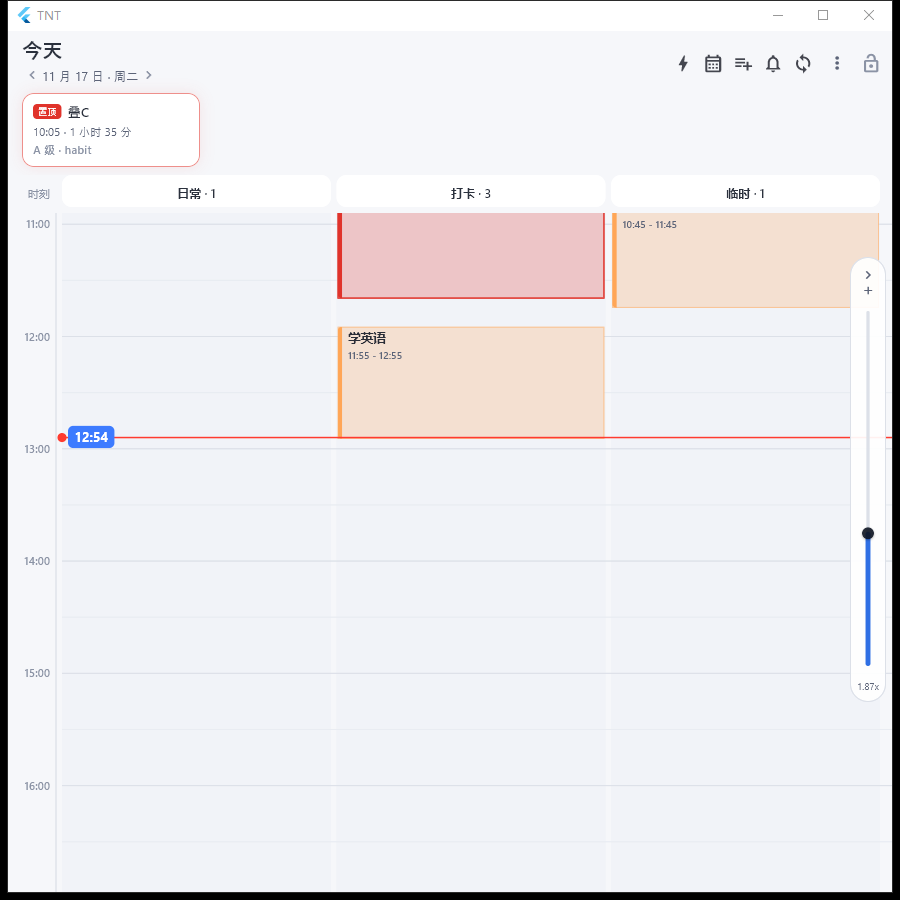 TNT
今天
11 月 17 日 · 周二
置顶 叠C
10:05 · 1 小时 35 分
A 级 · habit
时刻 日常 · 1 打卡 · 3 临时 · 1
11:00 10:45 - 11:45
12:00 学英语
11:55 - 12:55
12:54
13:00
14:00
15:00
1.87x
16:00